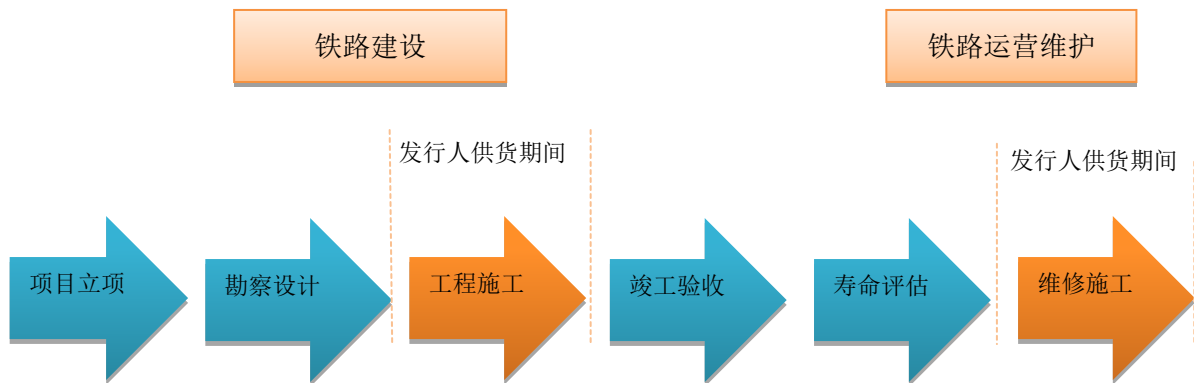 铁路建设
铁路运营维护
发行人供货期间
发行人供货期间
项目立项
勘察设计
工程施工
竣工验收
寿命评估
维修施工